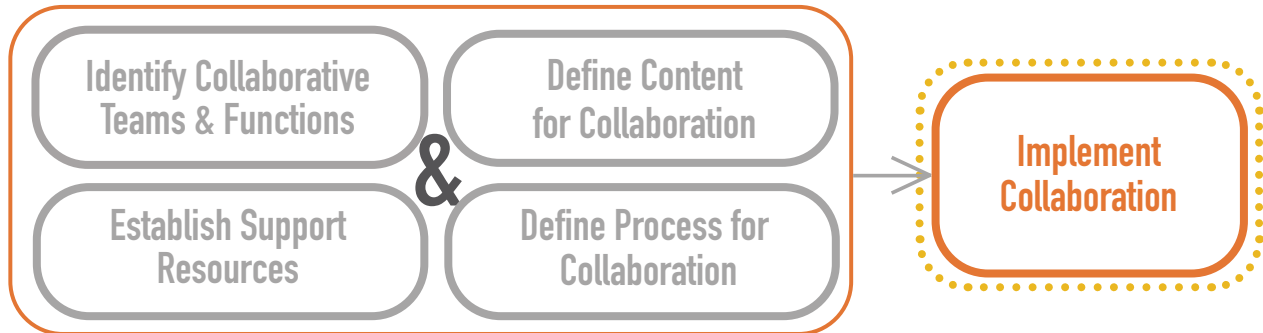 Identify Collaborative
Teams & Functions
Define Content
for Collaboration
&
Establish Support
Resources
Define Process for
Collaboration
Implement
Collaboration